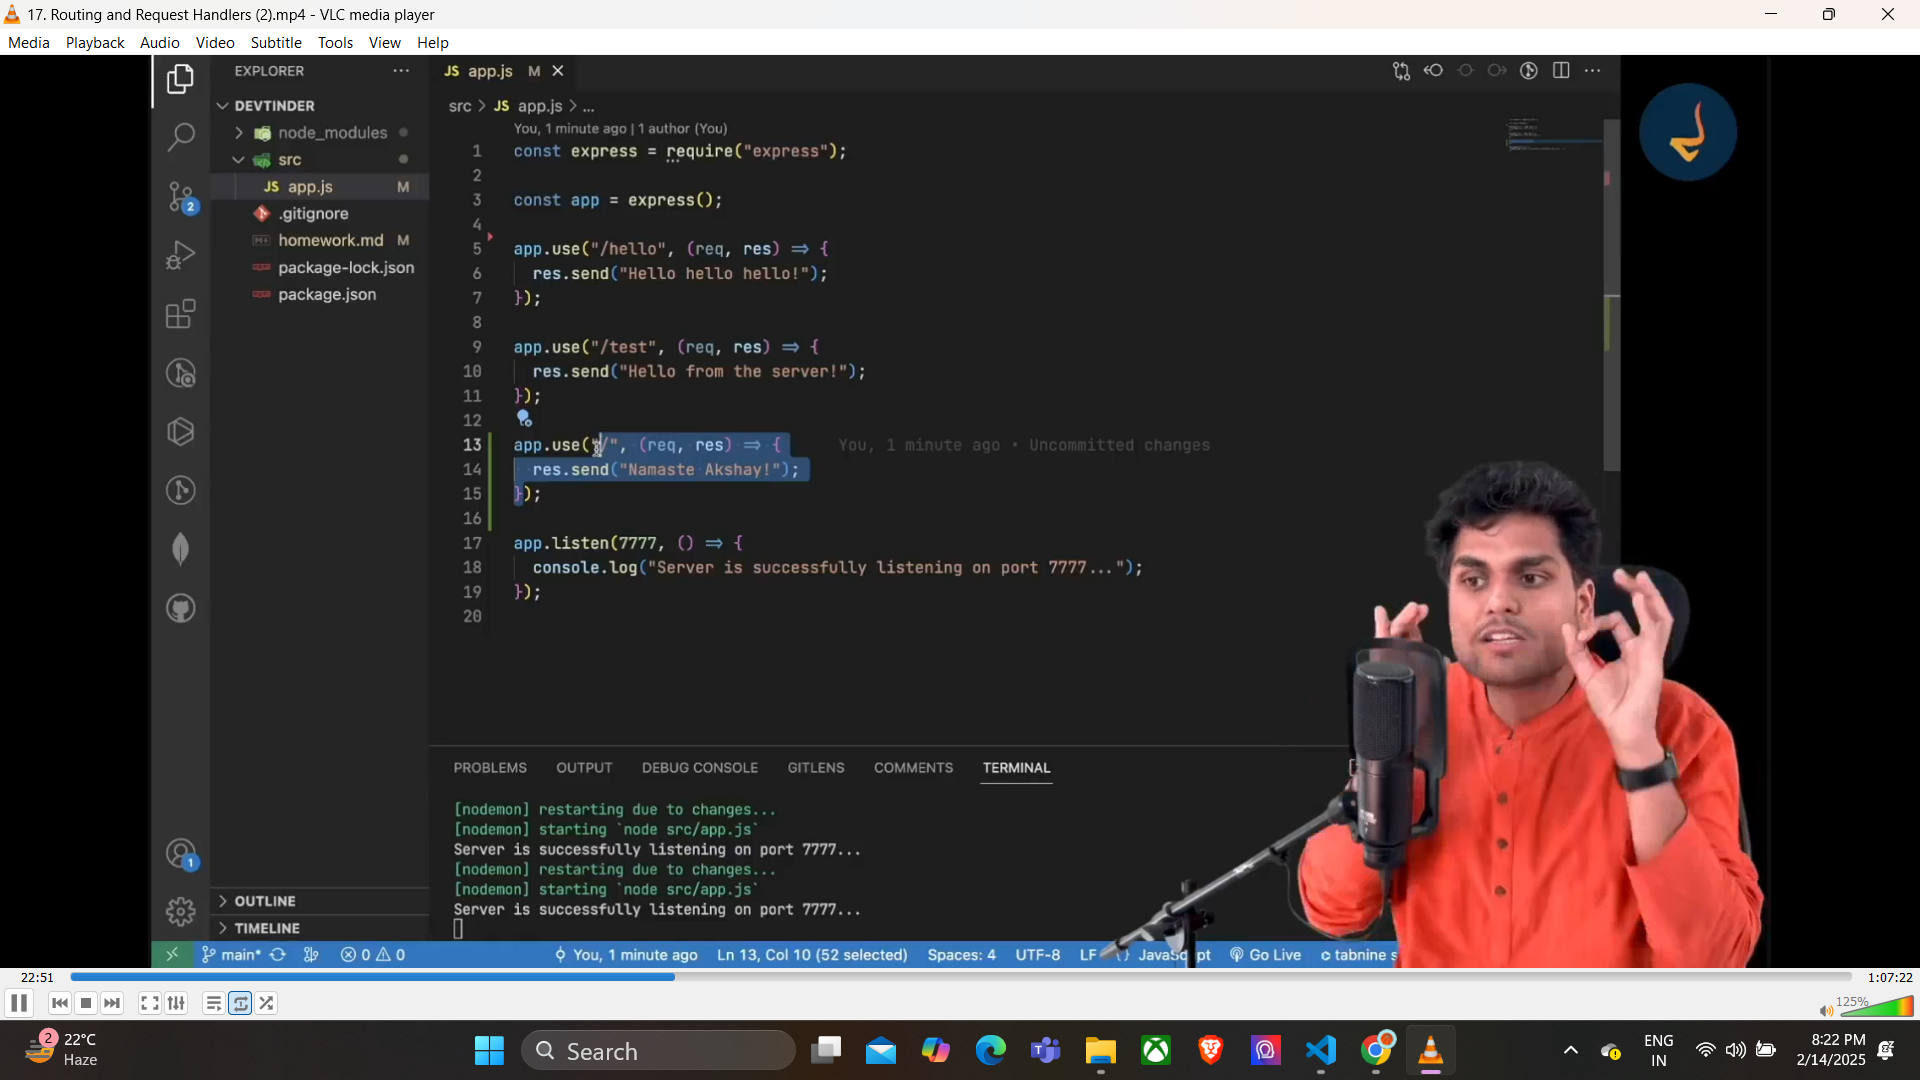 17. Routing and Request Handlers (2).mp4 - VLC media player
Media Playback Audio Video Subtitle Tools View Help
EXPLORER
DEVTINDER
node_modules
src
JS app.js M
.gitignore
homework.md M
package-lock.json
package.json
OUTLINE
TIMELINE
2
1
JS app.js M
src > JS app.js > ...
You, 1 minute ago | 1 author (You)
1 const express = require("express");
2
3 const app = express();
4
5 app.use("/hello", (req, res) => {
6 res.send("Hello hello hello!");
7 });
8
9 app.use("/test", (req, res) => {
10 res.send("Hello from the server!");
11 });
12
13 app.use("/", (req, res) => { You, 1 minute ago • Uncommitted changes
14 res.send("Namaste Akshay!");
15 });
16
17 app.listen(7777, () => {
18 console.log("Server is successfully listening on port 7777...");
19 });
20
PROBLEMS OUTPUT DEBUG CONSOLE GITLENS COMMENTS TERMINAL
[nodemon] restarting due to changes...
[nodemon] starting `node src/app.js`
Server is successfully listening on port 7777...
[nodemon] restarting due to changes...
[nodemon] starting `node src/app.js`
Server is successfully listening on port 7777...
main* 0 0 You, 1 minute ago Ln 13, Col 10 (52 selected) Spaces: 4 UTF-8 LF JavaScript Go Live tabnine s
22:51 1:07:22
125%
2 22°C
Haze
Search
ENG
IN
8:22 PM
2/14/2025